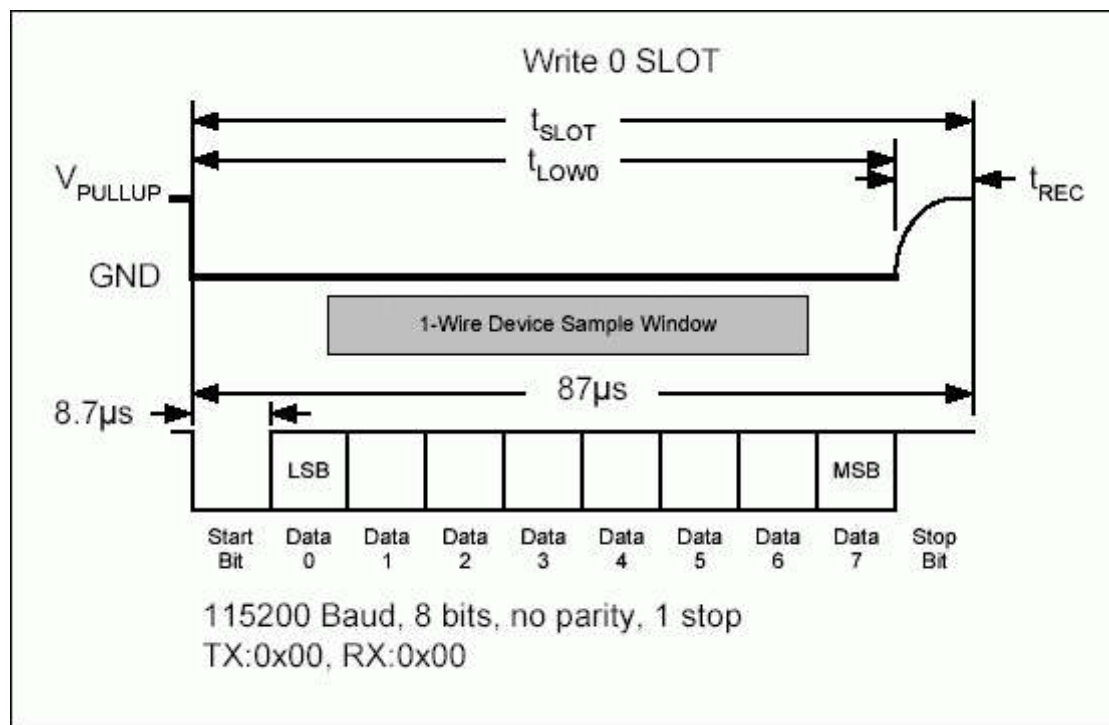 Write 0 SLOT
tSLOT
tLOW0
VPULLUP
tREC
GND
1-Wire Device Sample Window
87µs
8.7µs
LSB
MSB
Start Bit
Data 0
Data 1
Data 2
Data 3
Data 4
Data 5
Data 6
Data 7
Stop Bit
115200 Baud, 8 bits, no parity, 1 stop
TX:0x00, RX:0x00